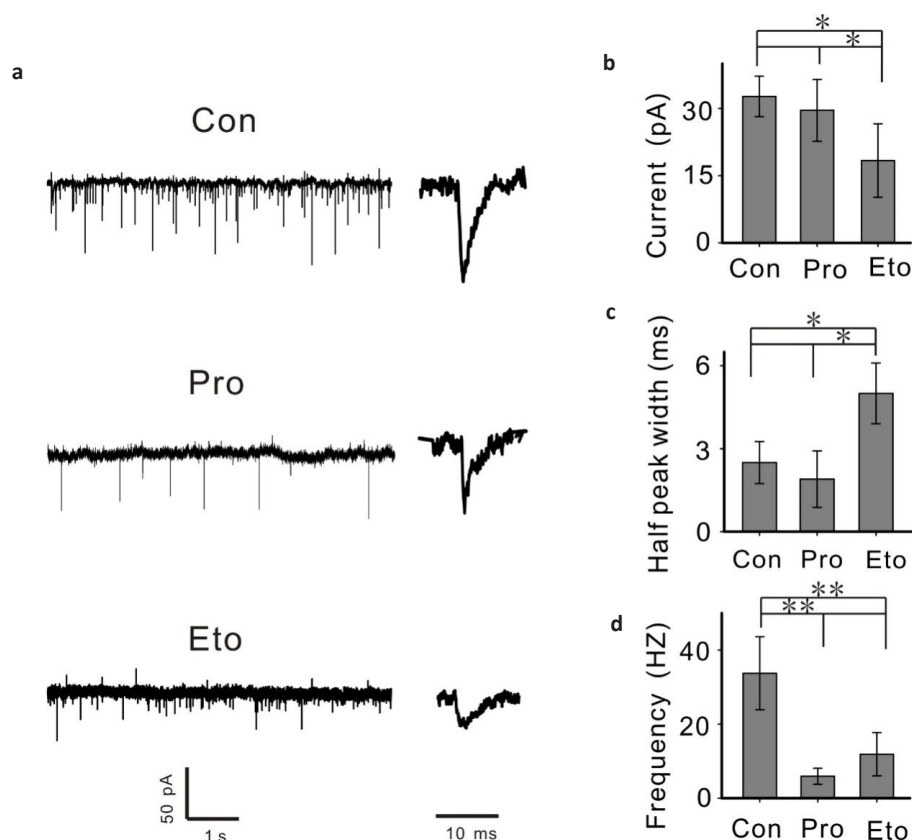 a
Con
Pro
Eto
50 pA
1 s
10 ms
b
*
*
Current (pA)
30
15
0
Con Pro Eto
c
*
*
Half peak width (ms)
6
3
0
Con Pro Eto
d
**
**
Frequency (HZ)
40
20
0
Con Pro Eto